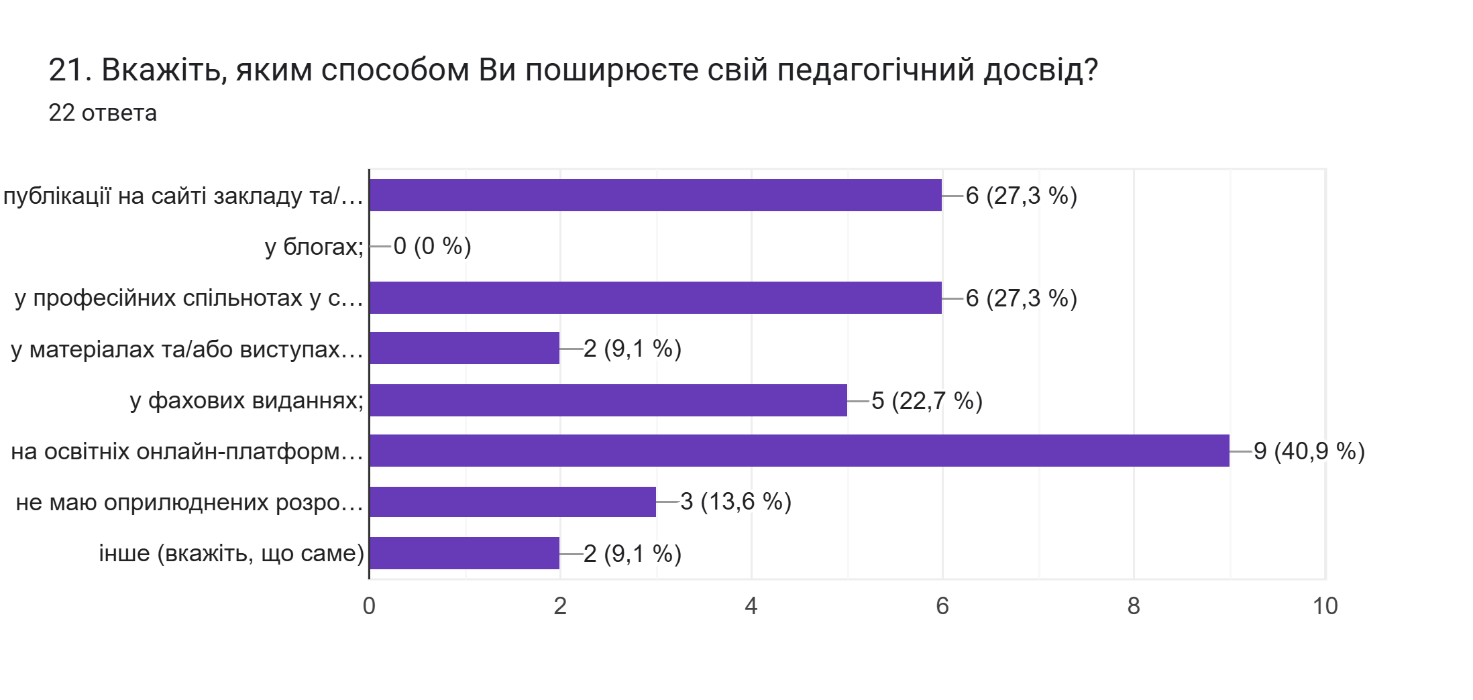 21. Вкажіть, яким способом Ви поширюєте свій педагогічний досвід?
22 ответа
публікації на сайті закладу та/…
6 (27,3 %)
у блогах;
0 (0 %)
у професійних спільнотах у с…
6 (27,3 %)
у матеріалах та/або виступах…
2 (9,1 %)
у фахових виданнях;
5 (22,7 %)
на освітніх онлайн-платформ…
9 (40,9 %)
не маю оприлюднених розро…
3 (13,6 %)
інше (вкажіть, що саме)
2 (9,1 %)
0 2 4 6 8 10